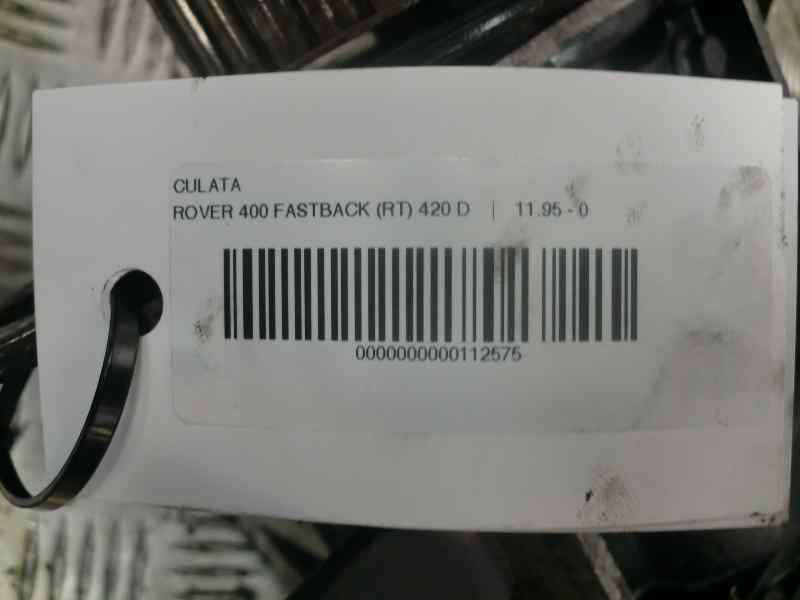 CULATA
ROVER 400 FASTBACK (RT) 420 D | 11.95 - 0
0000000000112575